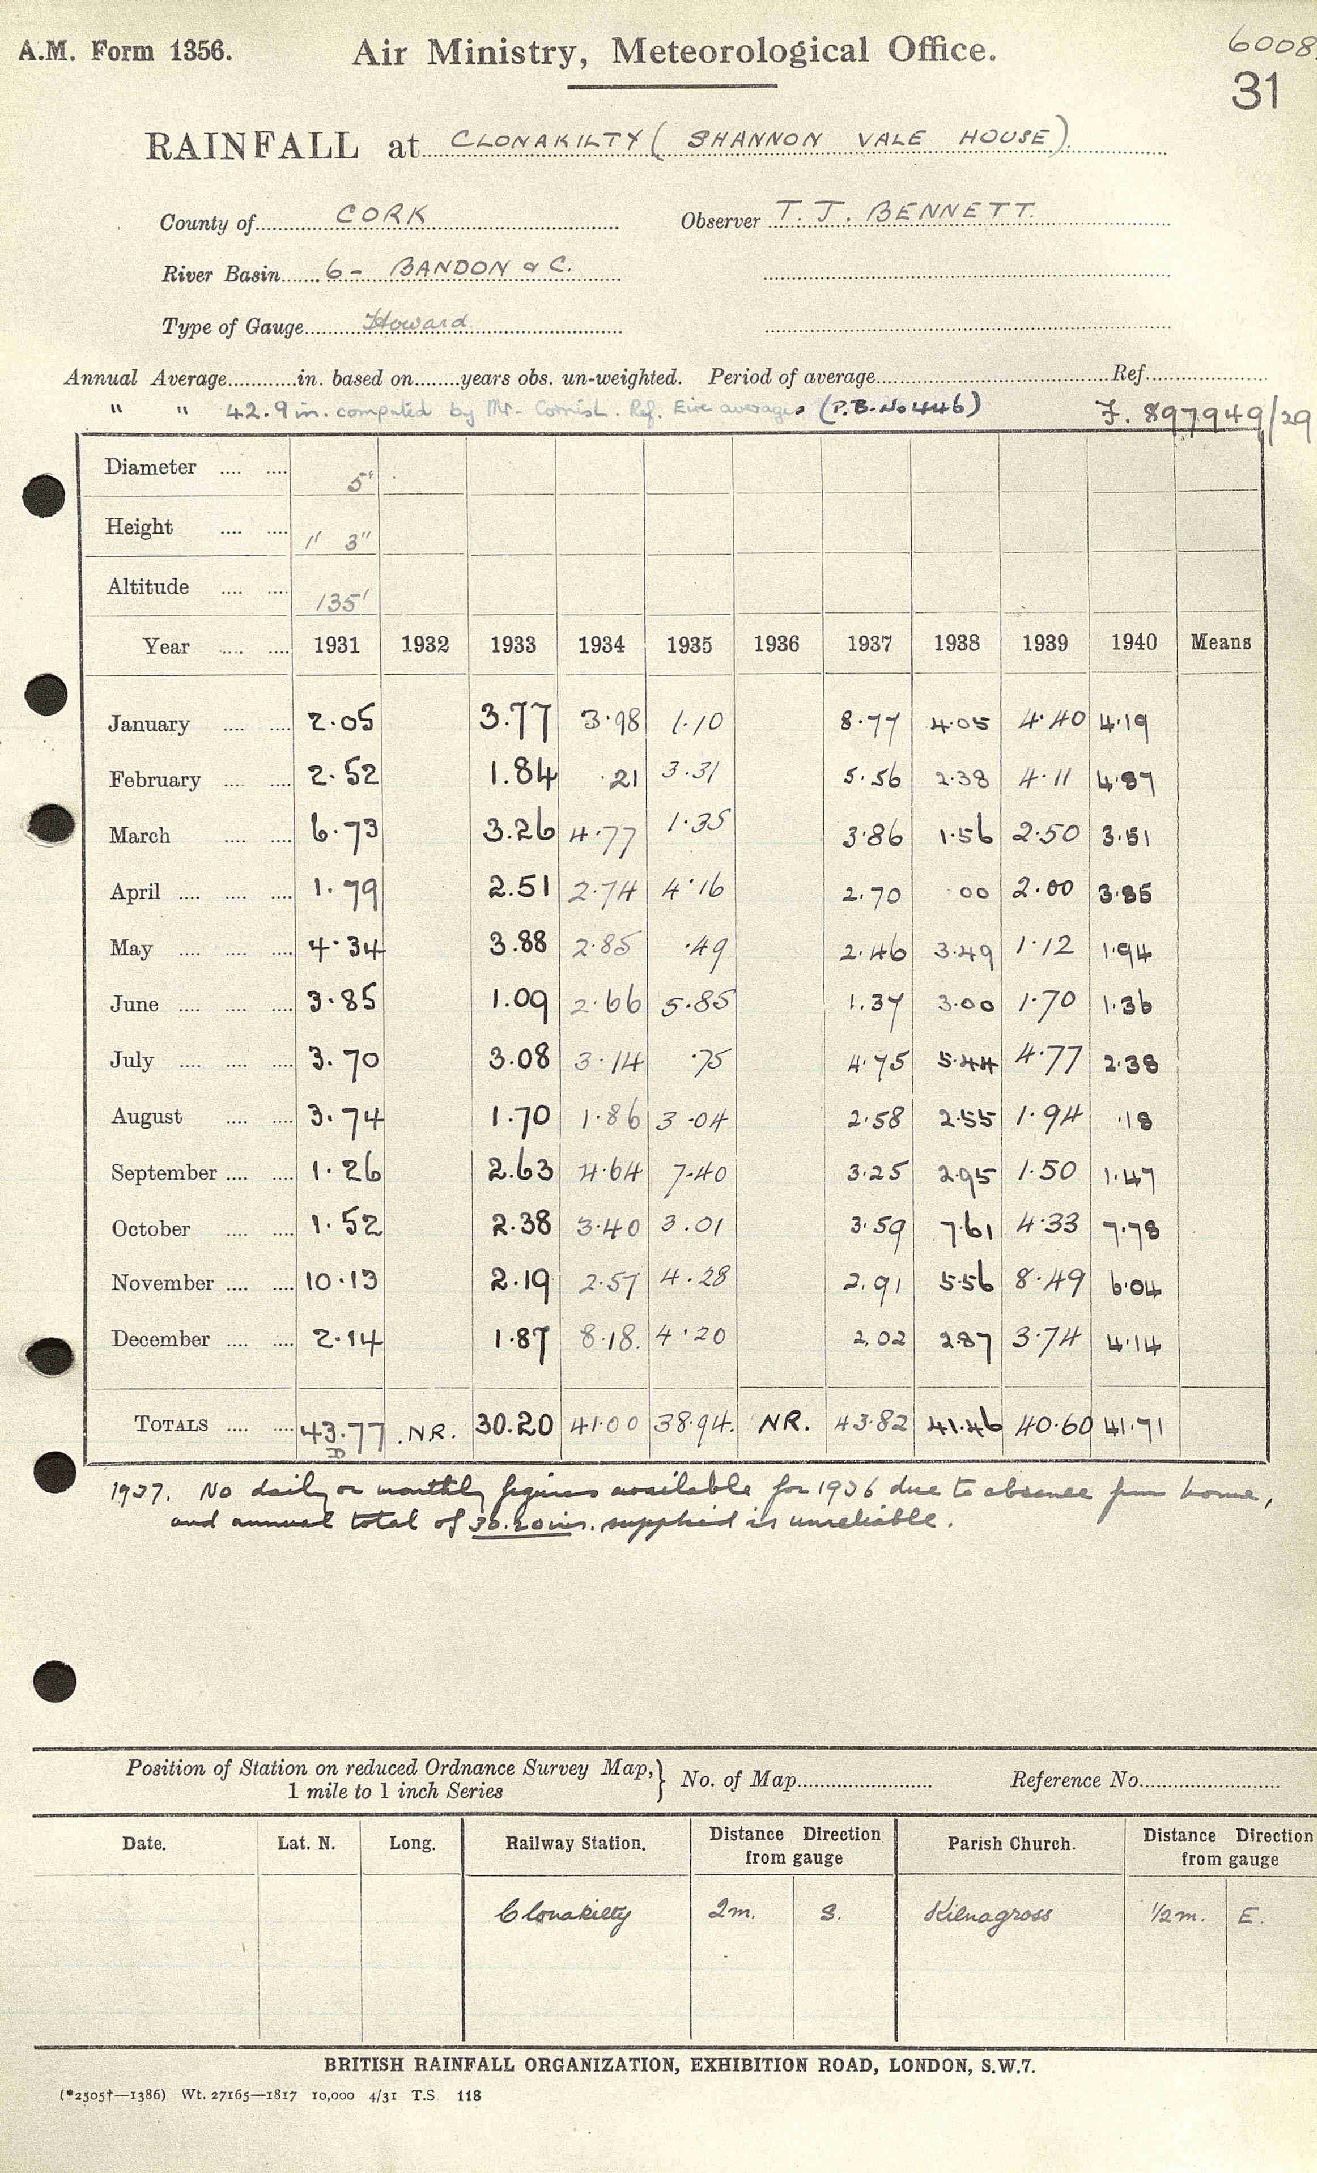 A.M. Form 1356. Air Ministry, Meteorological Office. 6008
31
RAINFALL at CLONAKILTY (SHANNON VALE HOUSE).
County of CORK Observer T. J. BENNETT.
River Basin 6 - BANDON & C.
Type of Gauge Howard
Annual Average............in. based on........years obs. un-weighted. Period of average............Ref............
" " 42.9 in. computed by Mr. Cornish. Ref. Eire averages (P.B. No 446) F. 897949/29
Diameter .... .... 5"
Height .... .... 1' 3"
Altitude .... .... 135'
Year .... .... 1931 1932 1933 1934 1935 1936 1937 1938 1939 1940 Means
January .... .... 2.05 3.77 3.98 1.10 8.77 4.05 4.40 4.19
February .... .... 2.52 1.84 .21 3.31 5.56 2.38 4.11 4.87
March .... .... 6.73 3.26 4.77 1.35 3.86 1.56 2.50 3.51
April .... .... .... 1.79 2.51 2.74 4.16 2.70 .00 2.00 3.85
May .... .... .... 4.34 3.88 2.85 .49 2.46 3.49 1.12 1.94
June .... .... .... 3.85 1.09 2.66 5.85 1.37 3.00 1.70 1.36
July .... .... .... 3.70 3.08 3.14 .75 4.75 5.44 4.77 2.38
August .... .... 3.74 1.70 1.86 3.04 2.58 2.55 1.94 .18
September .... .... 1.26 2.63 4.64 7.40 3.25 2.95 1.50 1.47
October .... .... 1.52 2.38 3.40 3.01 3.59 7.61 4.33 7.78
November .... .... 10.13 2.19 2.57 4.28 2.91 5.56 8.49 6.04
December .... .... 2.14 1.87 8.18. 4.20 2.02 2.87 3.74 4.14
TOTALS .... .... 43.77 .NR. 30.20 41.00 38.94. NR. 43.82 41.46 40.60 41.71
D
1937. No daily or monthly figures available for 1936 due to absence from home,
and annual total of 30.20 ins. supplied is unreliable.
Position of Station on reduced Ordnance Survey Map,} No. of Map............ Reference No............
1 mile to 1 inch Series
Date. Lat. N. Long. Railway Station. Distance Direction from gauge Parish Church. Distance Direction from gauge
Clonakilty 2m. S. Kilnagross 1/2 m. E.
BRITISH RAINFALL ORGANIZATION, EXHIBITION ROAD, LONDON, S.W.7.
(*2505†—1386) Wt. 27165—1817 10,000 4/31 T.S. 118